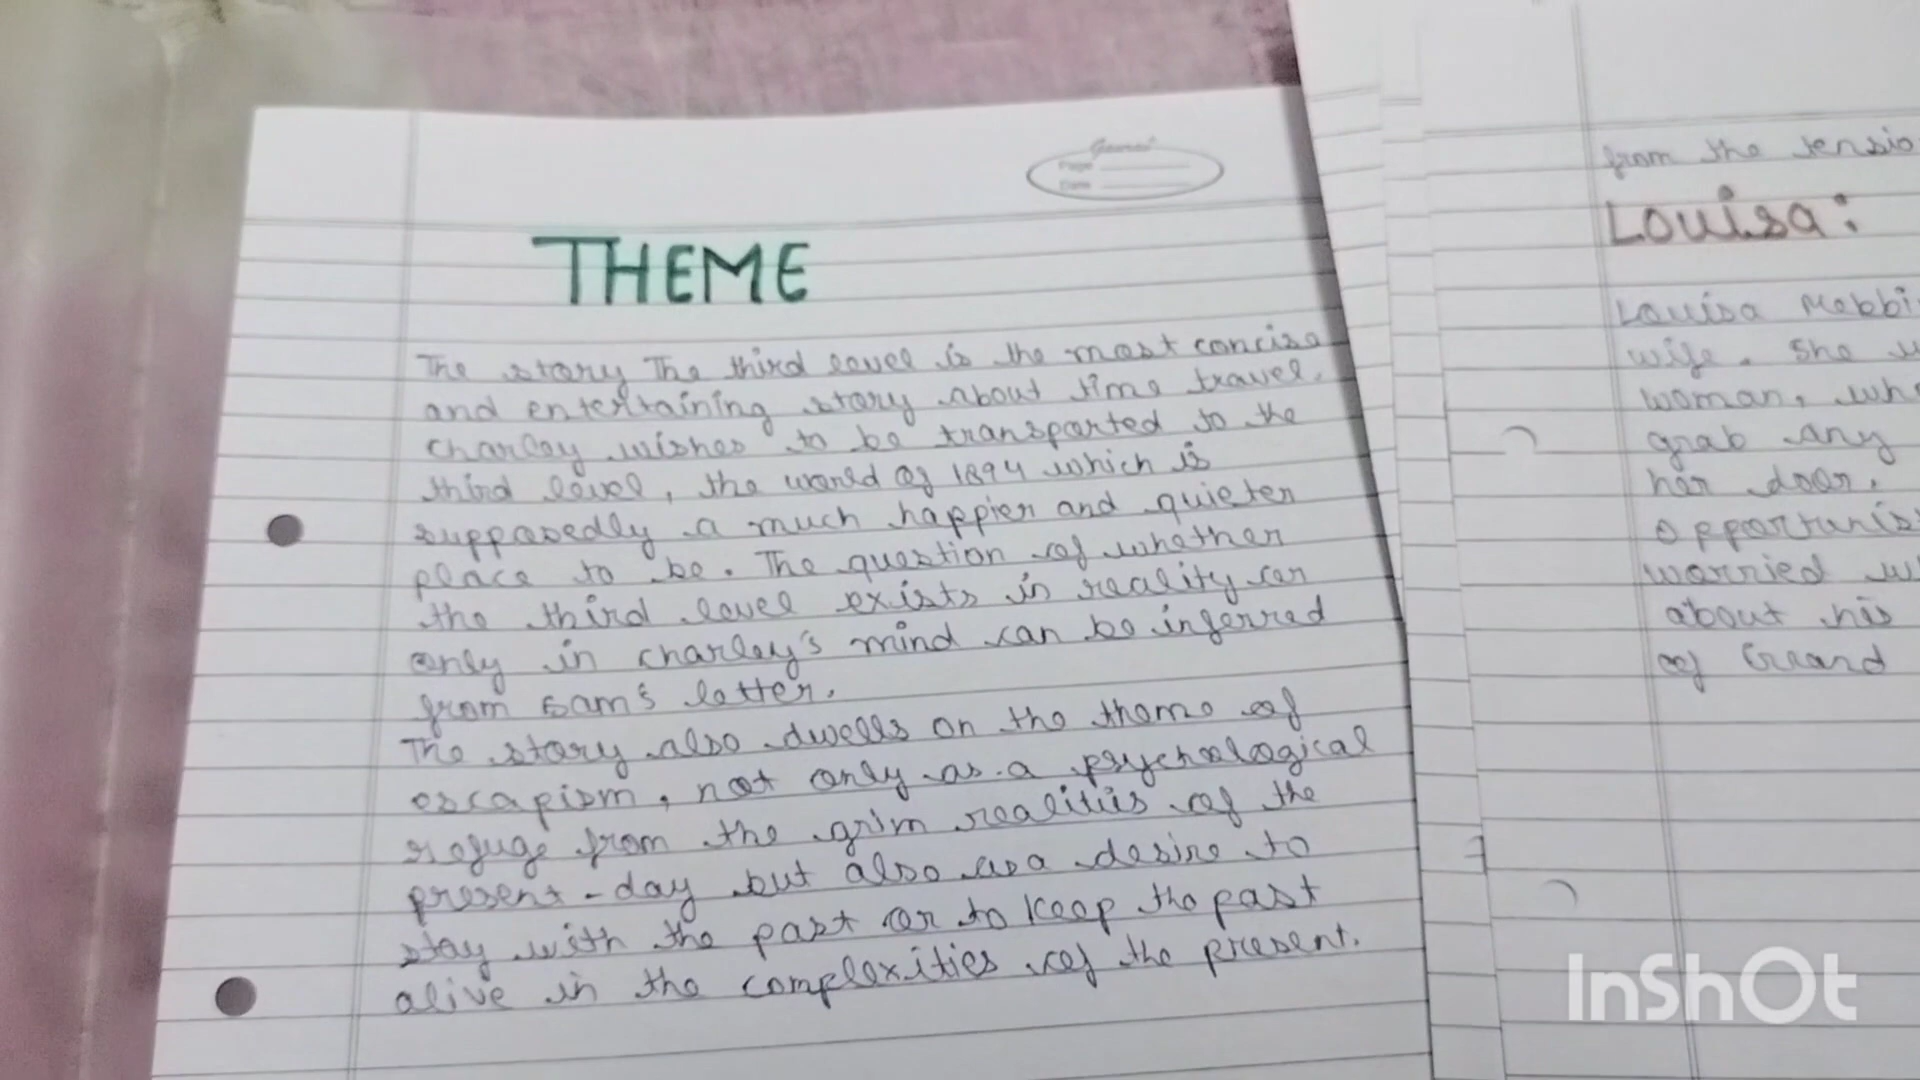 Page
Date
THEME
The story The third level is the most concise
and entertaining story about time travel.
Charley wishes to be transported to the
third level, the world of 1894 which is
supposedly a much happier and quieter
place to be. The question of whether
the third level exists in reality or
only in Charley's mind can be inferred
from Sam's letter.
The story also dwells on the theme of
escapism, not only as a psychological
refuge from the grim realities of the
present-day but also as a desire to
stay with the past or to keep the past
alive in the complexities of the present.
from the tensio
Louisa:
Louisa Mebbi
wife. She w
woman, who
grab any
her door.
opportunis
worried w
about his
of Grand
InShOt